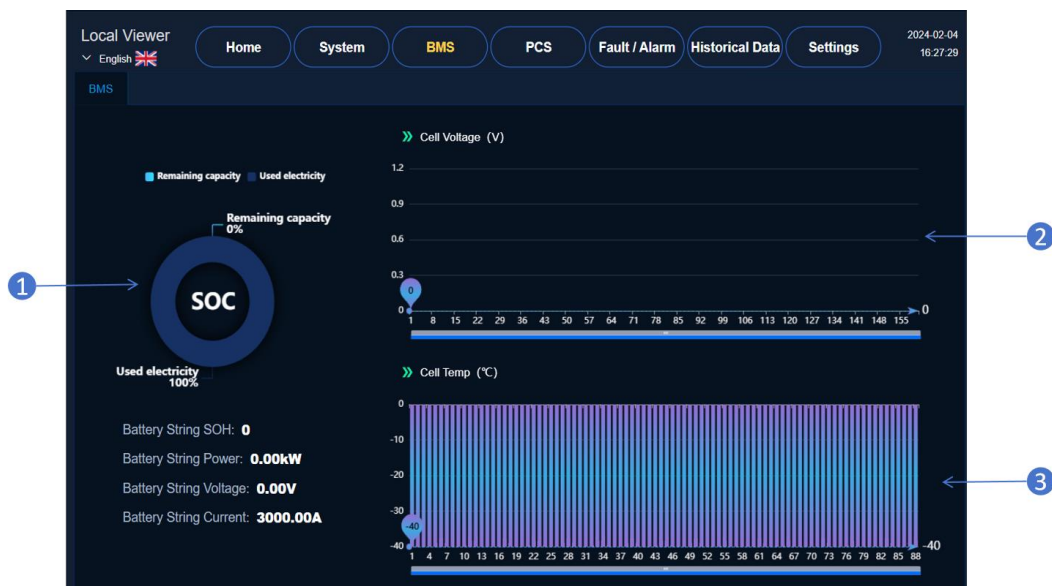 Local Viewer
English
Home
System
BMS
PCS
Fault / Alarm
Historical Data
Settings
2024-02-04
16:27:29
BMS
Remaining capacity
Used electricity
Remaining capacity
0%
SOC
Used electricity
100%
Battery String SOH: 0
Battery String Power: 0.00kW
Battery String Voltage: 0.00V
Battery String Current: 3000.00A
1
Cell Voltage (V)
1.2
0.9
0.6
0.3
0
0
0
1 8 15 22 29 36 43 50 57 64 71 78 85 92 99 106 113 120 127 134 141 148 155
2
Cell Temp (℃)
0
-10
-20
-30
-40
-40
-40
1 4 7 10 13 16 19 22 25 28 31 34 37 40 43 46 49 52 55 58 61 64 67 70 73 76 79 82 85 88
3